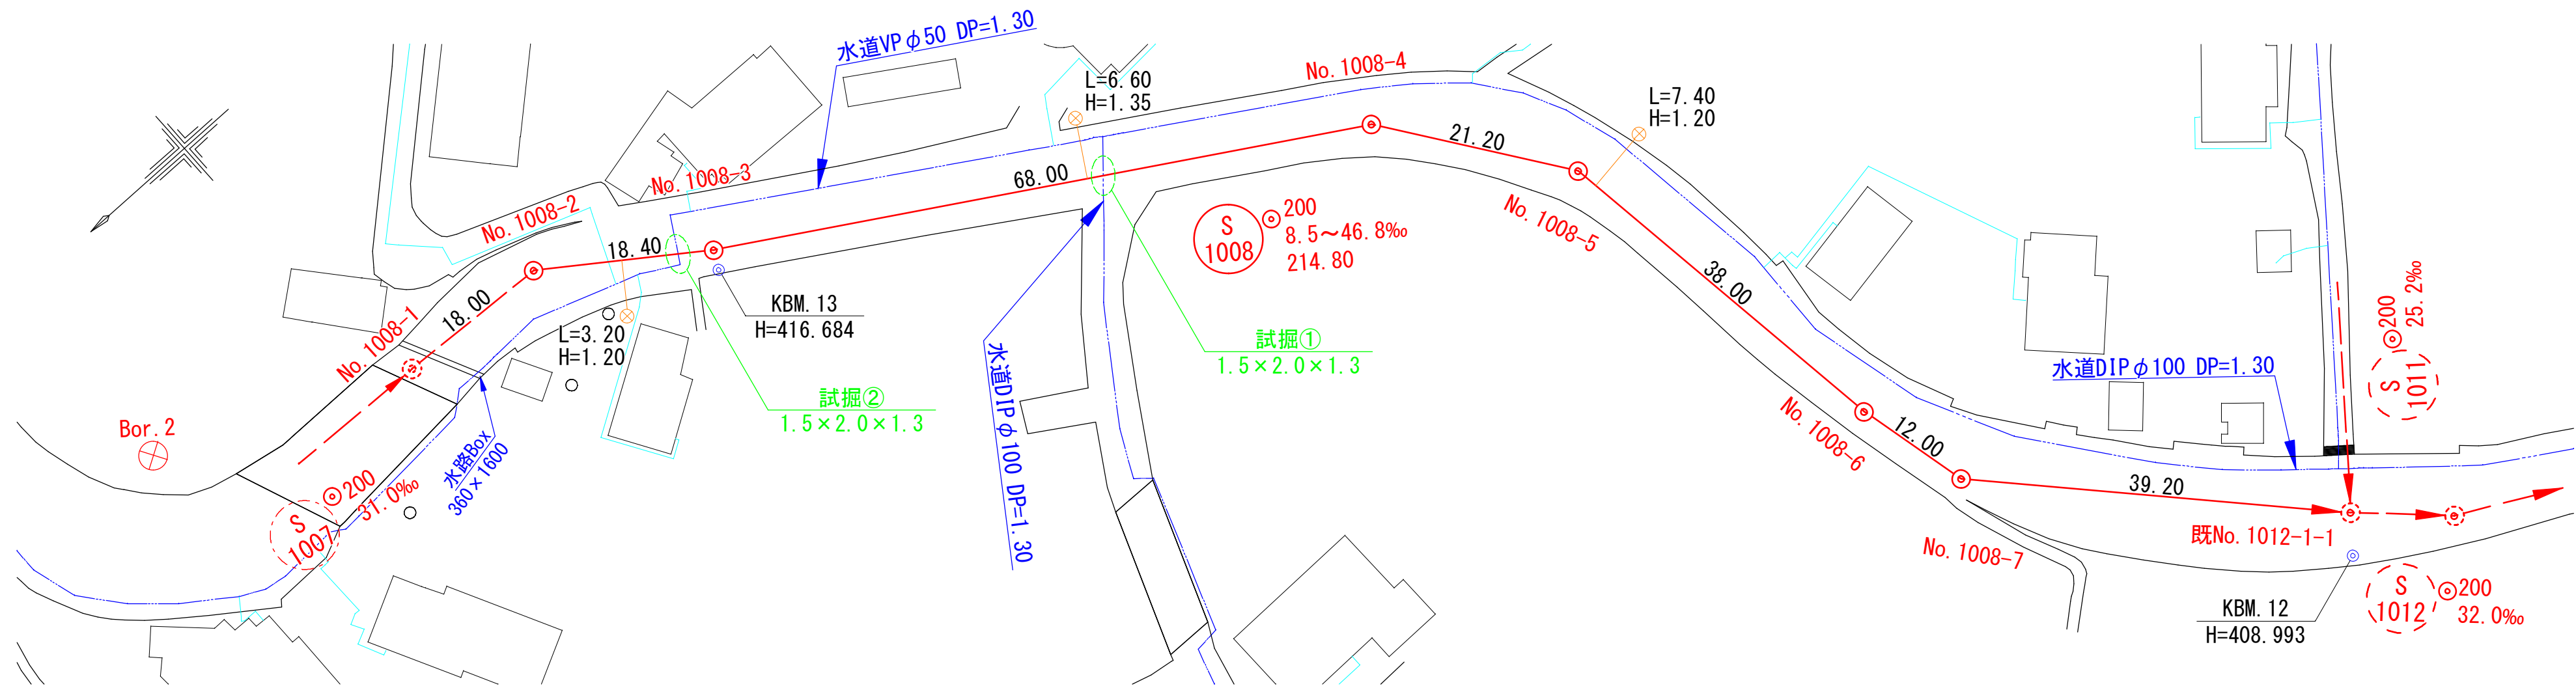 水道VPφ50 DP=1.30
L=6.60
H=1.35
No.1008-4
L=7.40
H=1.20
21.20
No.1008-3
68.00
No.1008-2
18.40
S
1008
200
8.5～46.8‰
214.80
No.1008-5
38.00
18.00
No.1008-1
KBM.13
H=416.684
L=3.20
H=1.20
試掘①
1.5×2.0×1.3
試掘②
1.5×2.0×1.3
水道DIPφ100 DP=1.30
水道DIPφ100 DP=1.30
200
25.2‰
S
1011
Bor.2
水路Box
360×1600
200
31.0‰
S
1007
No.1008-6
12.00
39.20
No.1008-7
既No.1012-1-1
KBM.12
H=408.993
S
1012
200
32.0‰